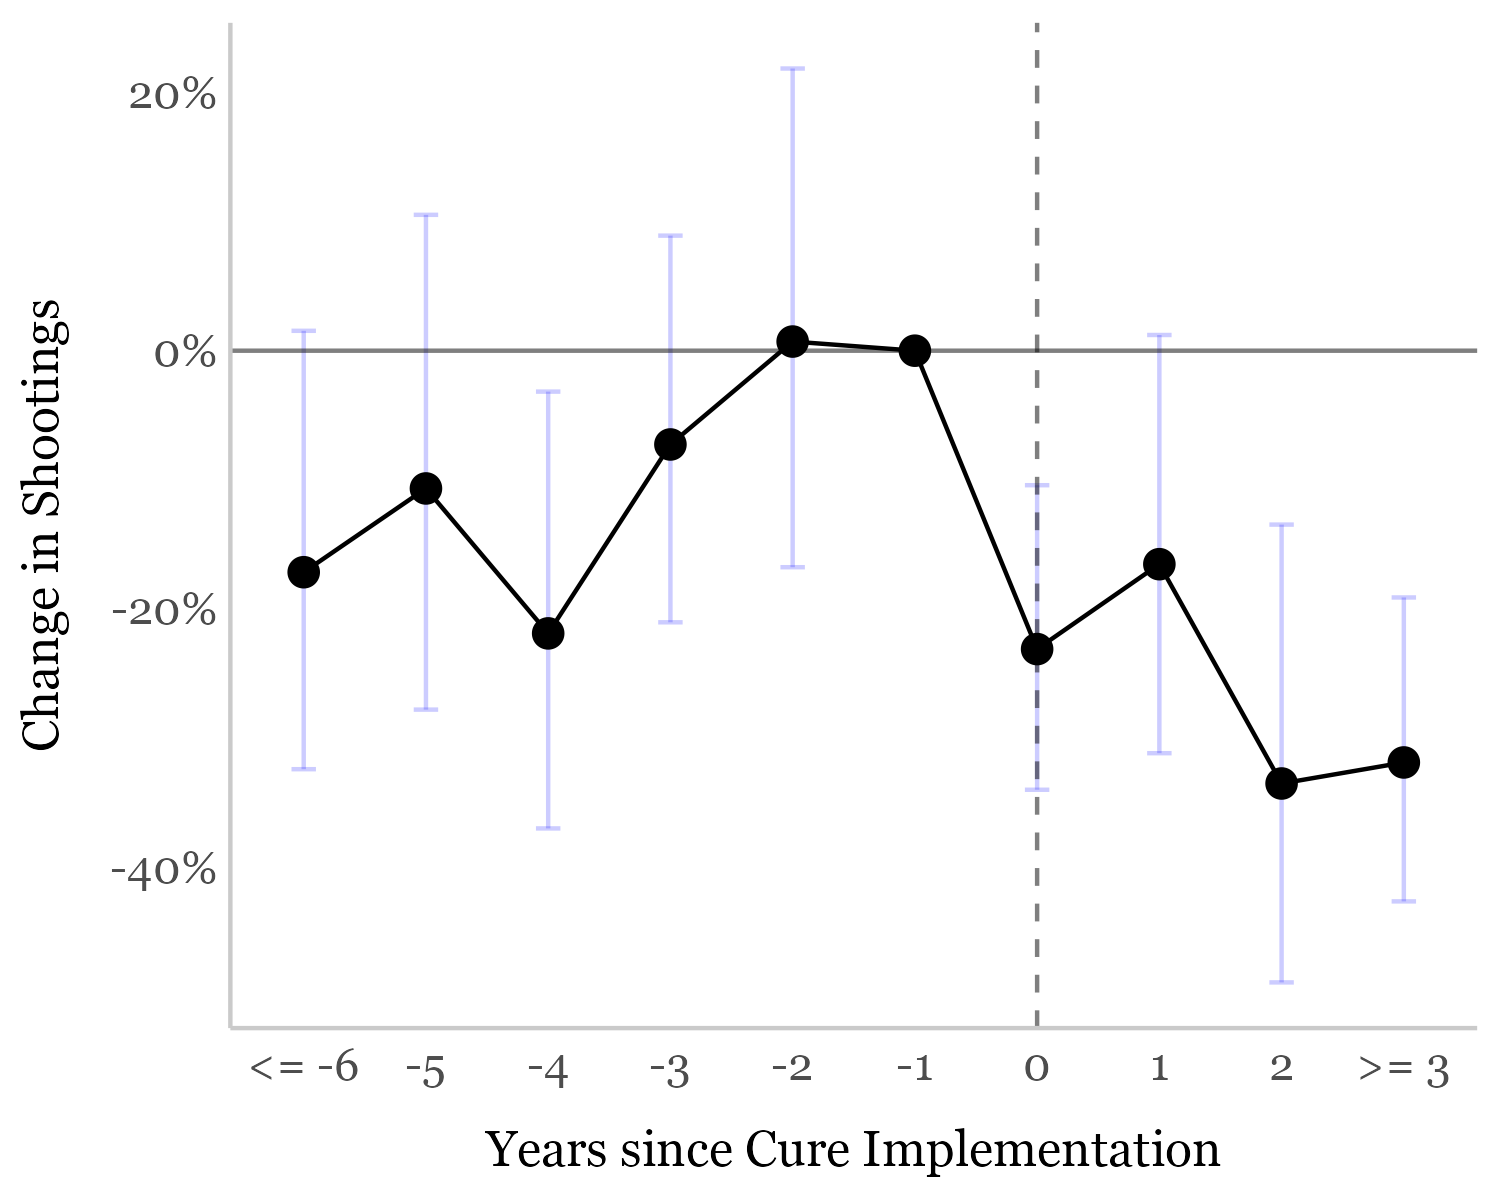 20%
0%
-20%
-40%
Change in Shootings
<= -6 -5 -4 -3 -2 -1 0 1 2 >= 3
Years since Cure Implementation